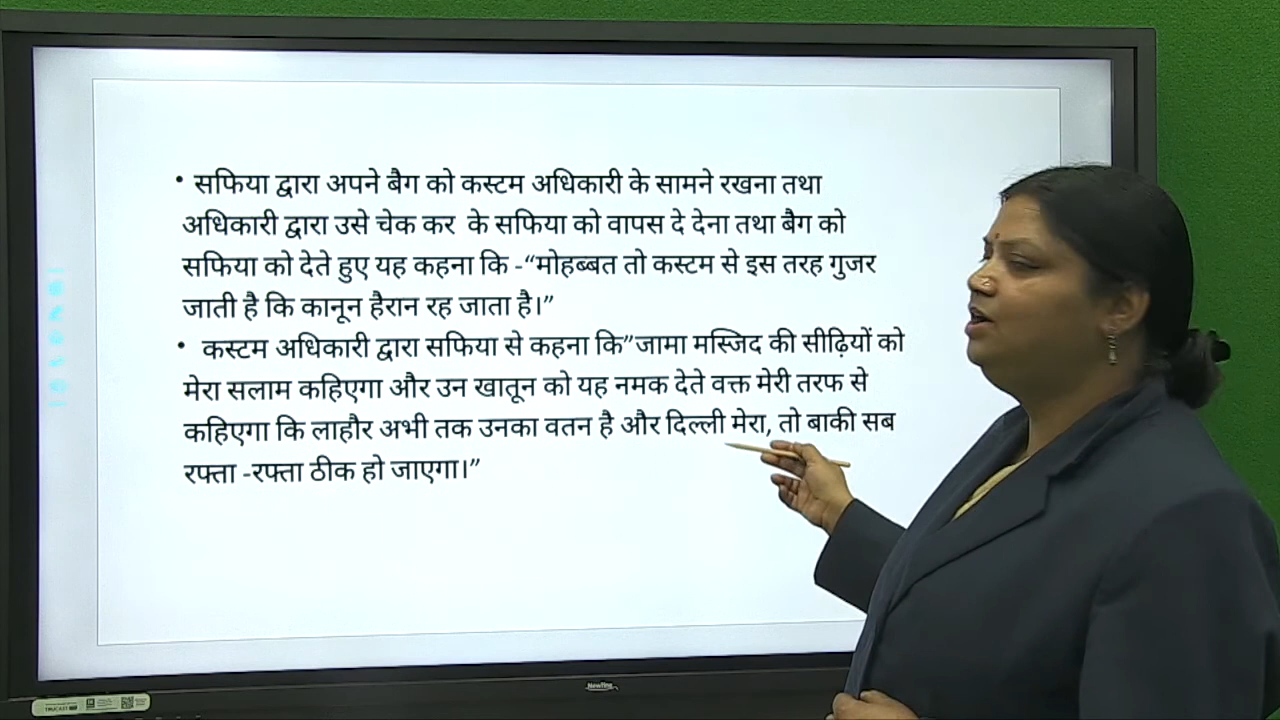 • सफिया द्वारा अपने बैग को कस्टम अधिकारी के सामने रखना तथा
अधिकारी द्वारा उसे चेक कर के सफिया को वापस दे देना तथा बैग को
सफिया को देते हुए यह कहना कि -“मोहब्बत तो कस्टम से इस तरह गुजर
जाती है कि कानून हैरान रह जाता है।”
• कस्टम अधिकारी द्वारा सफिया से कहना कि”जामा मस्जिद की सीढ़ियों को
मेरा सलाम कहिएगा और उन खातून को यह नमक देते वक्त मेरी तरफ से
कहिएगा कि लाहौर अभी तक उनका वतन है और दिल्ली मेरा, तो बाकी सब
रफ्ता -रफ्ता ठीक हो जाएगा।”
Newline